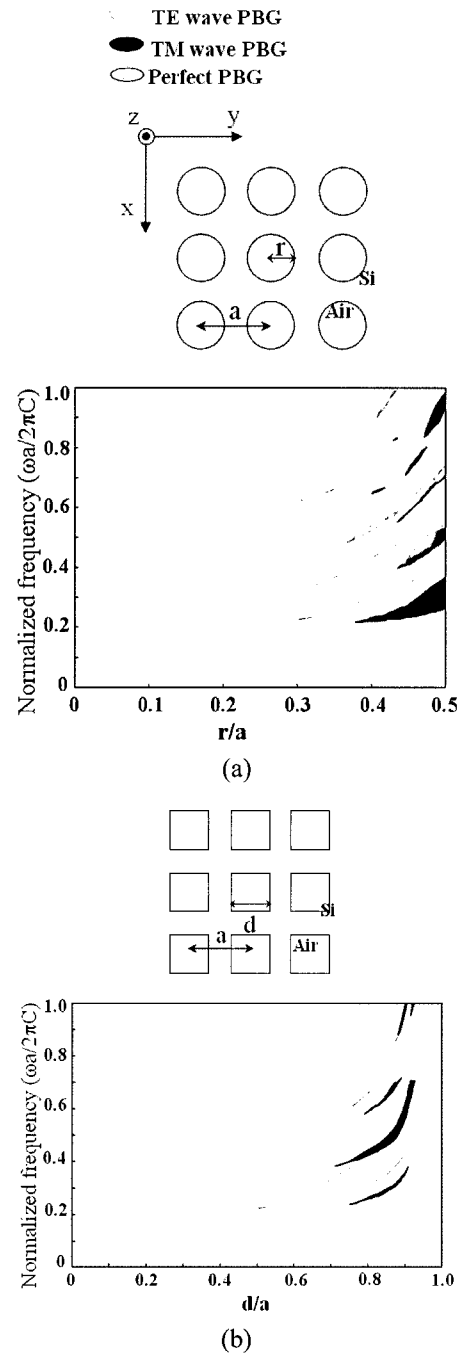 TE wave PBG
TM wave PBG
Perfect PBG
z
y
x
r
Si
a
Air
Normalized frequency (ωa/2πC)
1.0
0.8
0.6
0.4
0.2
0
0 0.1 0.2 0.3 0.4 0.5
r/a
(a)
d
Si
a
Air
Normalized frequency (ωa/2πC)
1.0
0.8
0.6
0.4
0.2
0
0 0.2 0.4 0.6 0.8 1.0
d/a
(b)